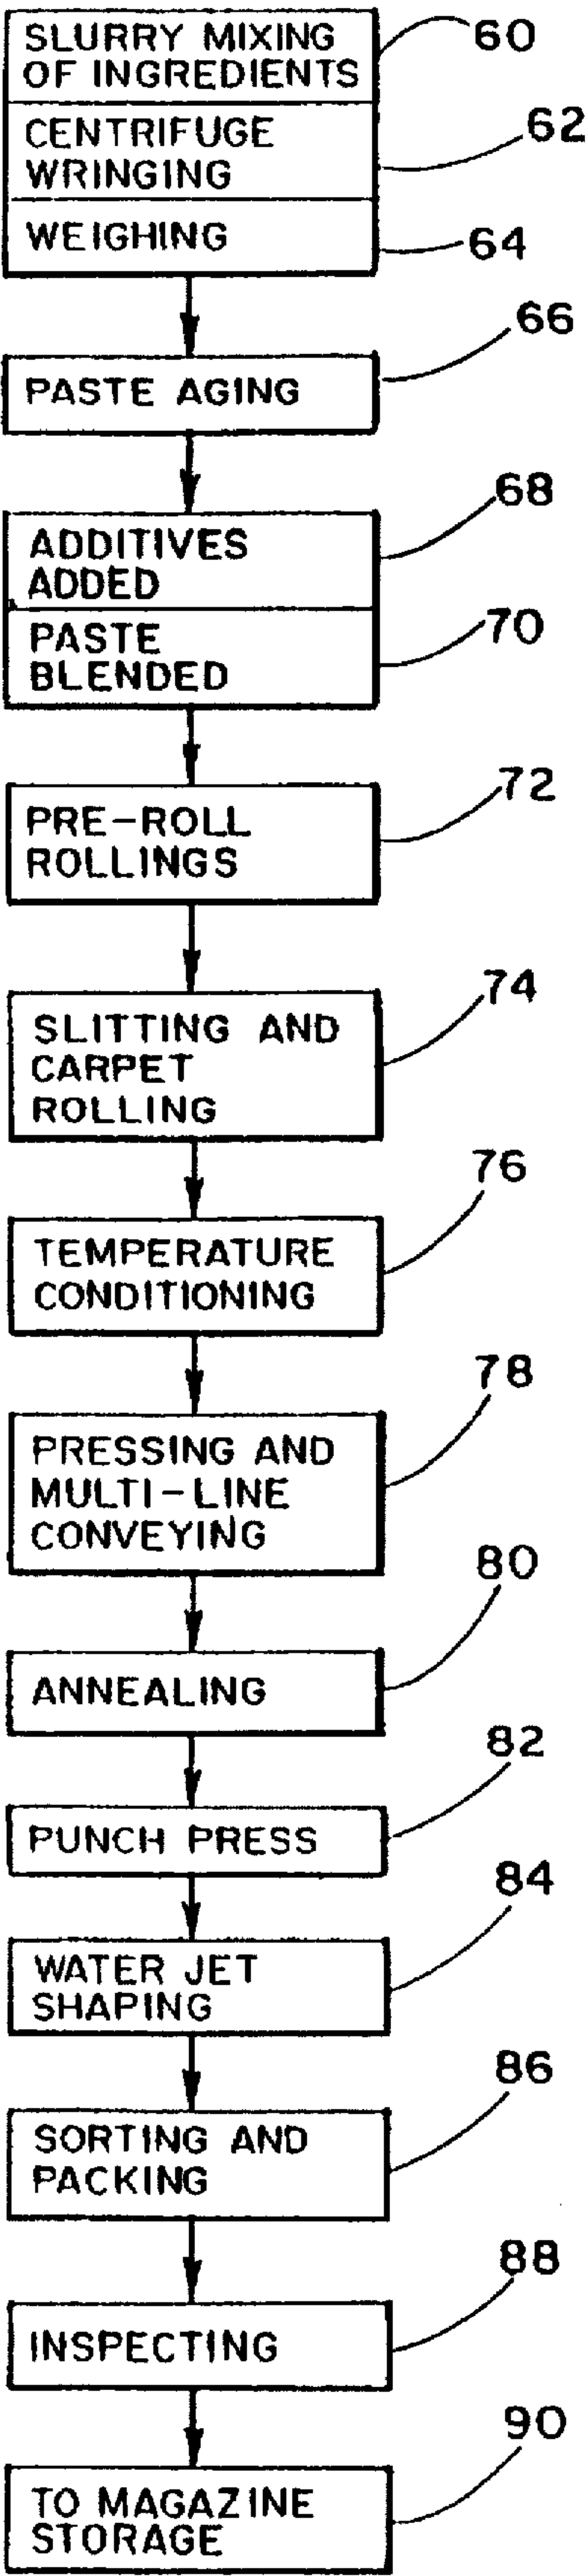 SLURRY MIXING
OF INGREDIENTS
60
CENTRIFUGE
WRINGING
62
WEIGHING
64
66
PASTE AGING
68
ADDITIVES
ADDED
70
PASTE
BLENDED
72
PRE-ROLL
ROLLINGS
74
SLITTING AND
CARPET
ROLLING
76
TEMPERATURE
CONDITIONING
78
PRESSING AND
MULTI-LINE
CONVEYING
80
ANNEALING
82
PUNCH PRESS
84
WATER JET
SHAPING
86
SORTING AND
PACKING
88
INSPECTING
90
TO MAGAZINE
STORAGE